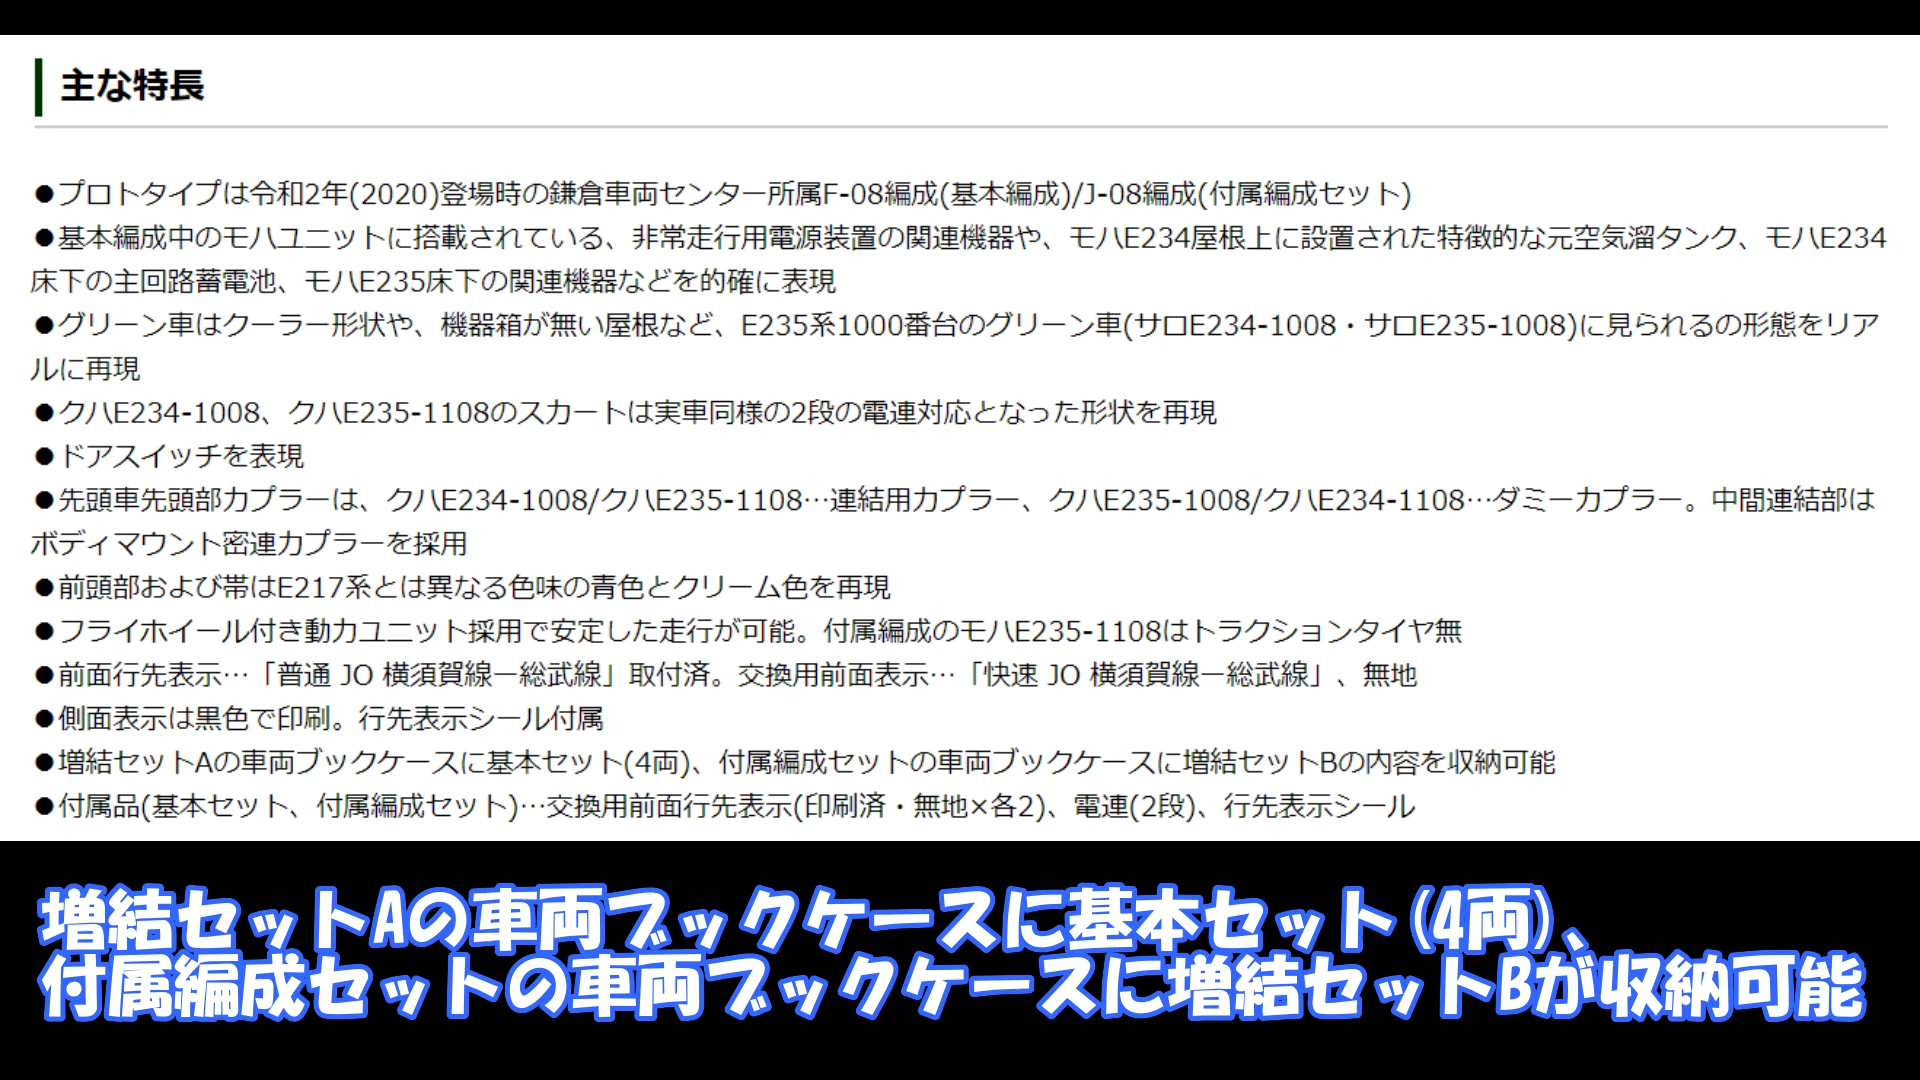 主な特長
●プロトタイプは令和2年(2020)登場時の鎌倉車両センター所属F-08編成(基本編成)/J-08編成(付属編成セット)
●基本編成中のモハユニットに搭載されている、非常走行用電源装置の関連機器や、モハE234屋根上に設置された特徴的な元空気溜タンク、モハE234
床下の主回路蓄電池、モハE235床下の関連機器などを的確に表現
●グリーン車はクーラー形状や、機器箱が無い屋根など、E235系1000番台のグリーン車(サロE234-1008・サロE235-1008)に見られるの形態をリア
ルに再現
●クハE234-1008、クハE235-1108のスカートは実車同様の2段の電連対応となった形状を再現
●ドアスイッチを表現
●先頭車先頭部カプラーは、クハE234-1008/クハE235-1108…連結用カプラー、クハE235-1008/クハE234-1108…ダミーカプラー。中間連結部は
ボディマウント密連カプラーを採用
●前頭部および帯はE217系とは異なる色味の青色とクリーム色を再現
●フライホイール付き動力ユニット採用で安定した走行が可能。付属編成のモハE235-1108はトラクションタイヤ無
●前面行先表示…「普通 JO 横須賀線ー総武線」取付済。交換用前面表示…「快速 JO 横須賀線ー総武線」、無地
●側面表示は黒色で印刷。行先表示シール付属
●増結セットAの車両ブックケースに基本セット(4両)、付属編成セットの車両ブックケースに増結セットBの内容を収納可能
●付属品(基本セット、付属編成セット)…交換用前面行先表示(印刷済・無地×各2)、電連(2段)、行先表示シール
増結セットAの車両ブックケースに基本セット(4両)、
付属編成セットの車両ブックケースに増結セットBが収納可能